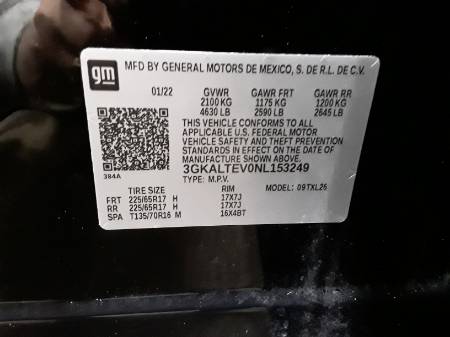 gm
MFD BY GENERAL MOTORS DE MEXICO, S. DE R.L. DE C.V.
01/22 GVWR GAWR FRT GAWR RR
2100 KG 1175 KG 1200 KG
4630 LB 2590 LB 2645 LB
THIS VEHICLE CONFORMS TO ALL
APPLICABLE U.S. FEDERAL MOTOR
VEHICLE SAFETY AND THEFT PREVENTION
STANDARDS IN EFFECT ON THE DATE OF
MANUFACTURE SHOWN ABOVE.
384A 3GKALTEV0NL153249
TYPE: M.P.V. MODEL: 09TXL26
TIRE SIZE RIM
FRT 225/65R17 H 17X7J
RR 225/65R17 H 17X7J
SPA T135/70R16 M 16X4BT